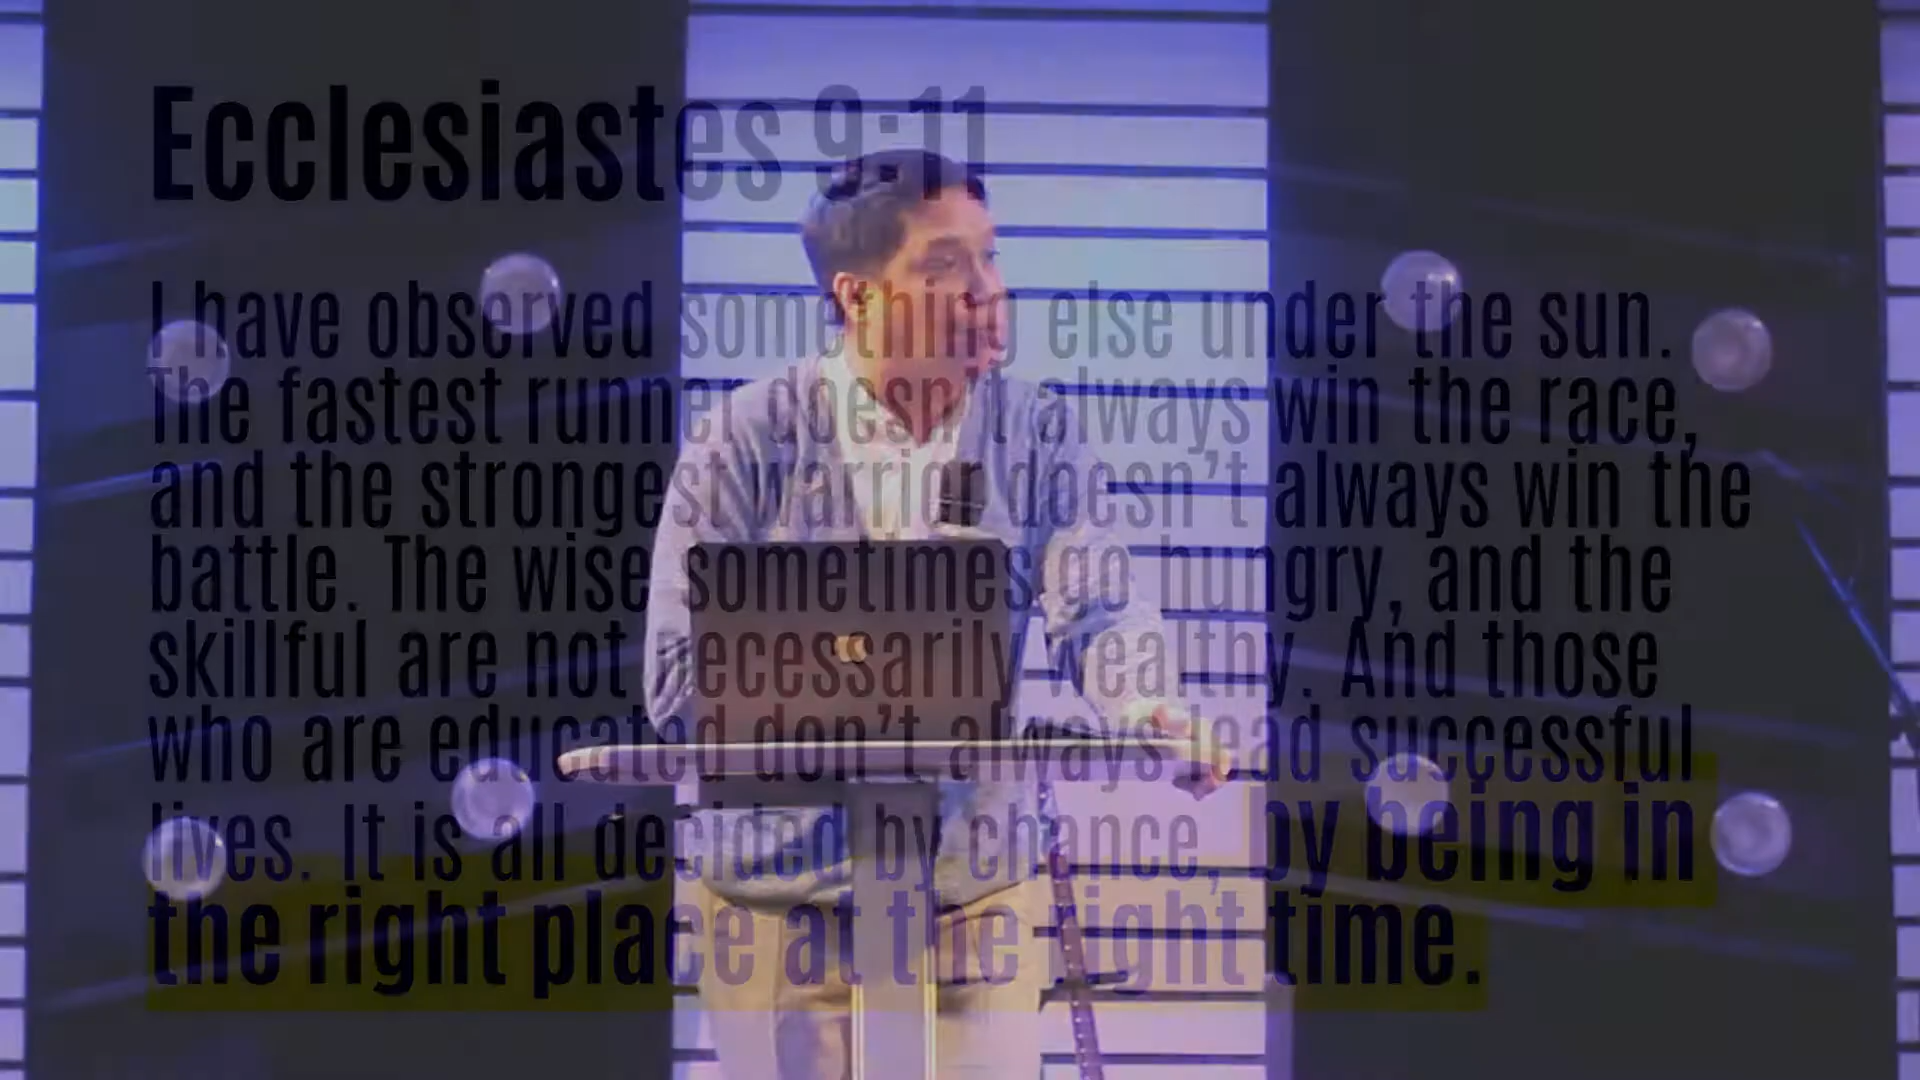 Ecclesiastes 9:11
I have observed something else under the sun.
The fastest runner doesn't always win the race,
and the strongest warrior doesn't always win the
battle. The wise sometimes go hungry, and the
skillful are not necessarily wealthy. And those
who are educated don't always lead successful
lives. It is all decided by chance, by being in
the right place at the right time.